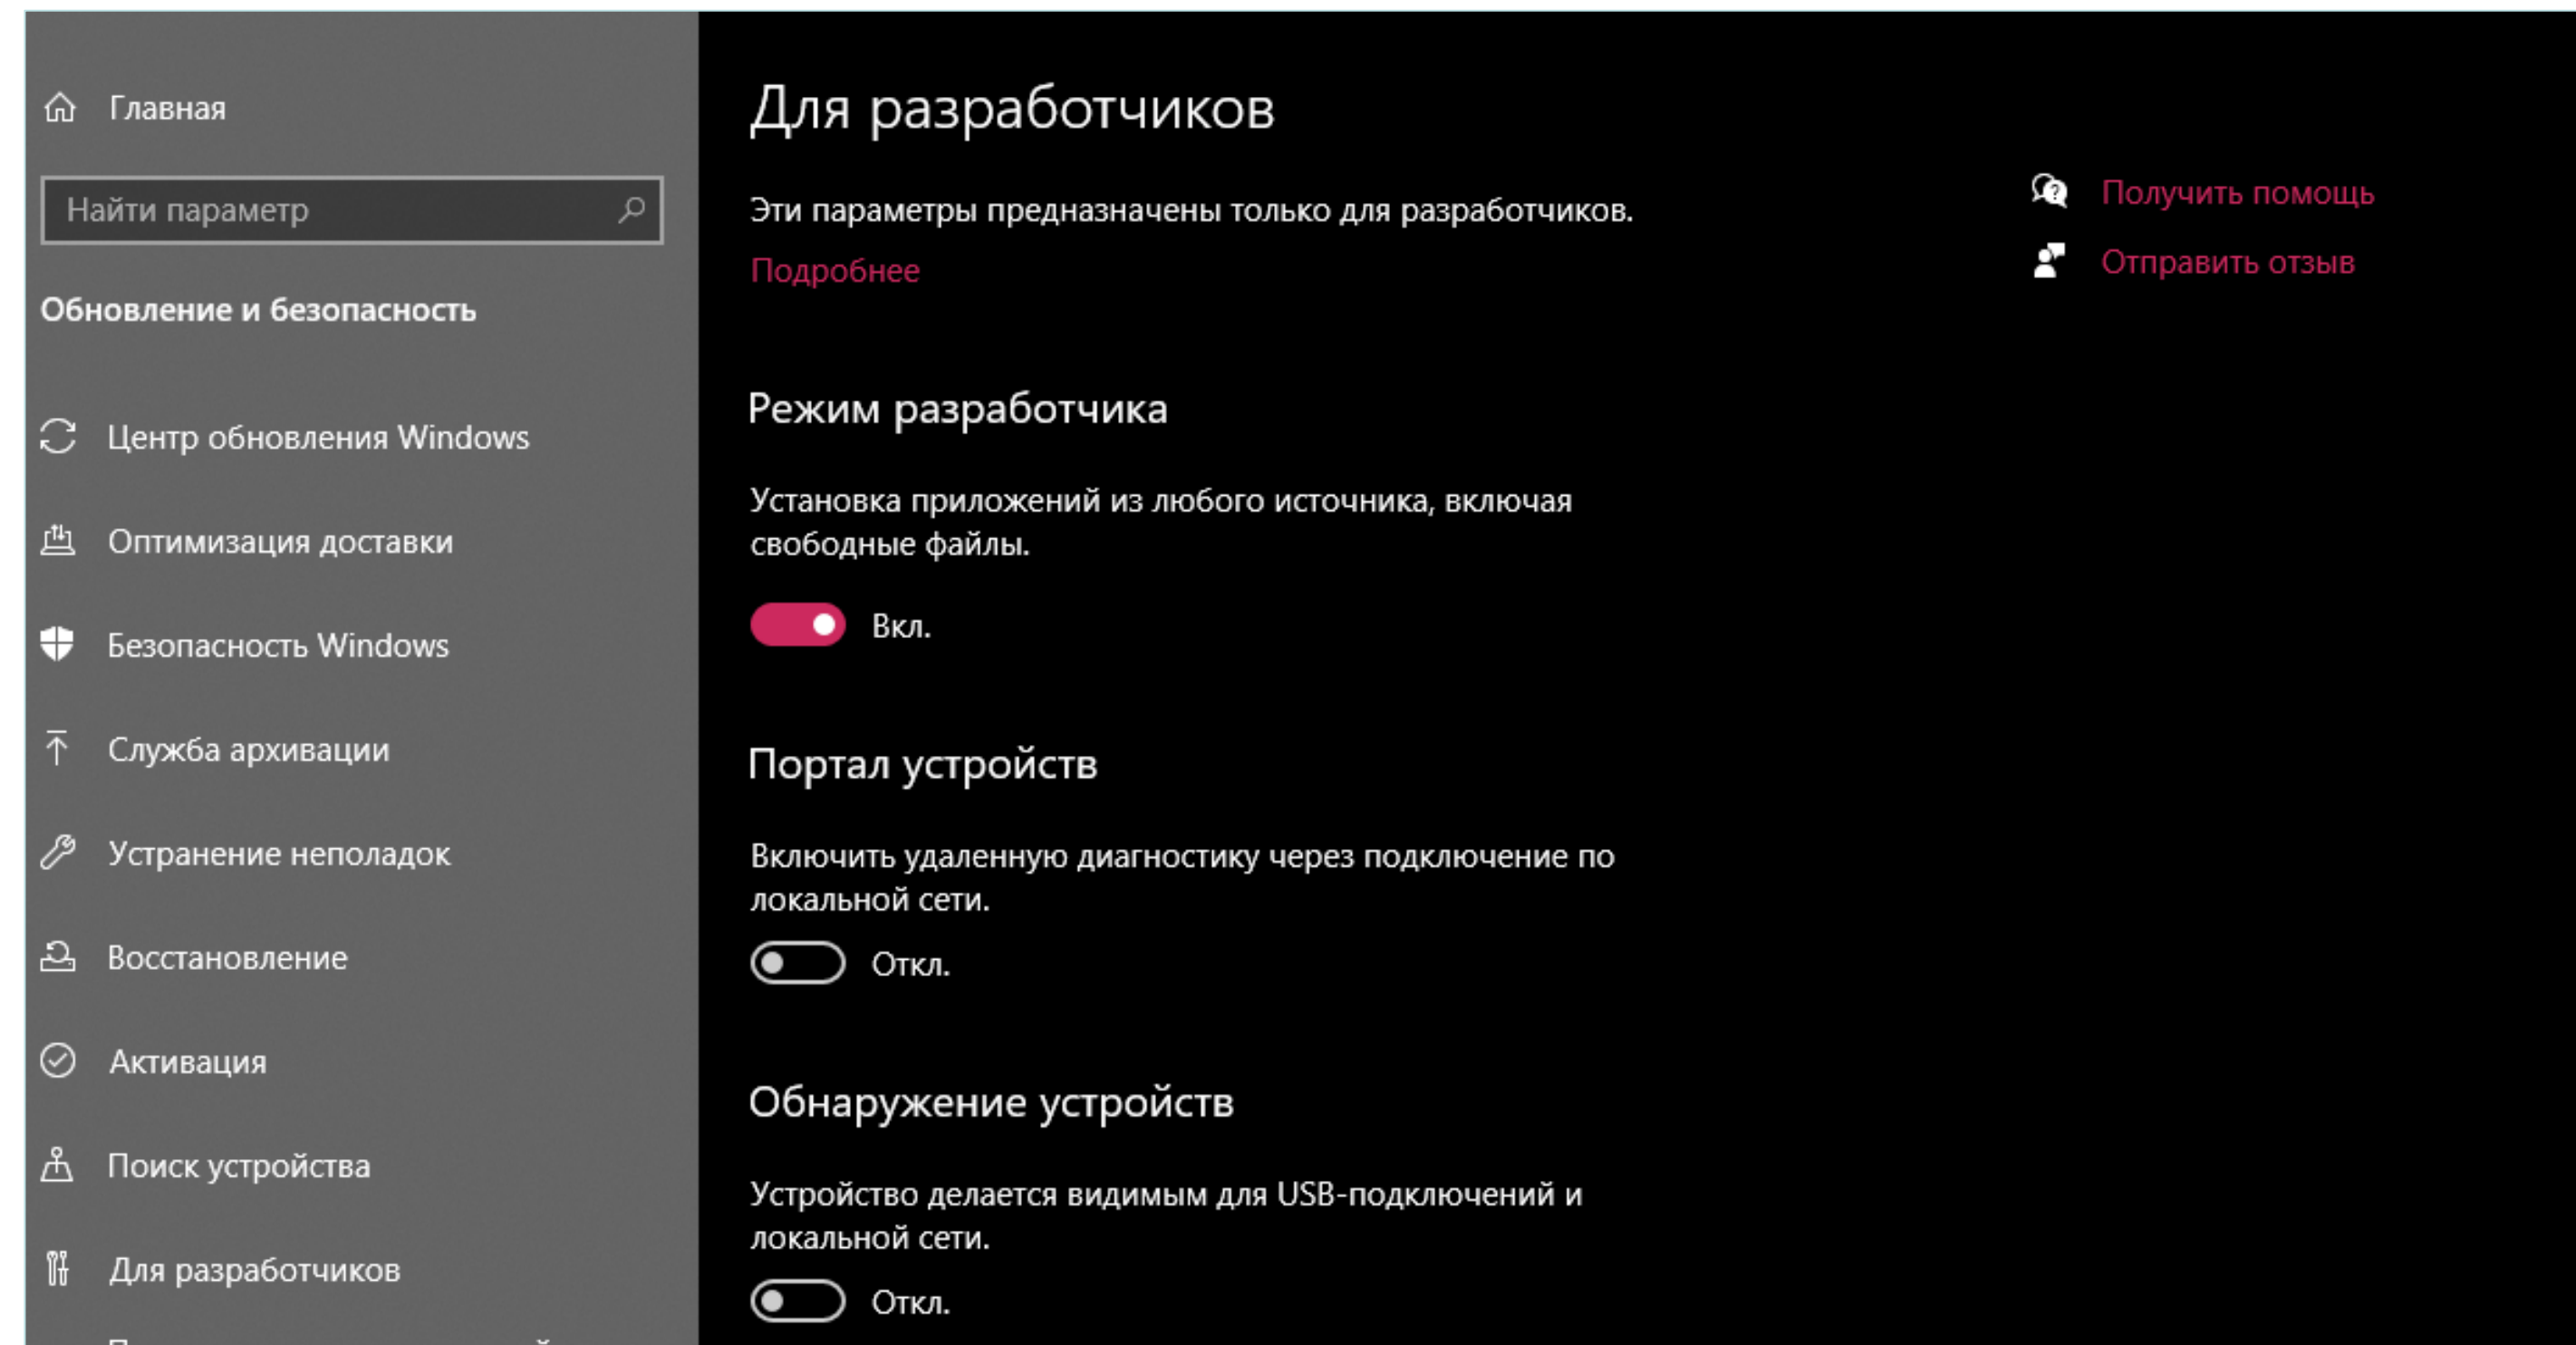 Главная
Найти параметр
Обновление и безопасность
Центр обновления Windows
Оптимизация доставки
Безопасность Windows
Служба архивации
Устранение неполадок
Восстановление
Активация
Поиск устройства
Для разработчиков
Для разработчиков
Эти параметры предназначены только для разработчиков.
Подробнее
Режим разработчика
Установка приложений из любого источника, включая
свободные файлы.
Вкл.
Портал устройств
Включить удаленную диагностику через подключение по
локальной сети.
Откл.
Обнаружение устройств
Устройство делается видимым для USB-подключений и
локальной сети.
Откл.
Получить помощь
Отправить отзыв